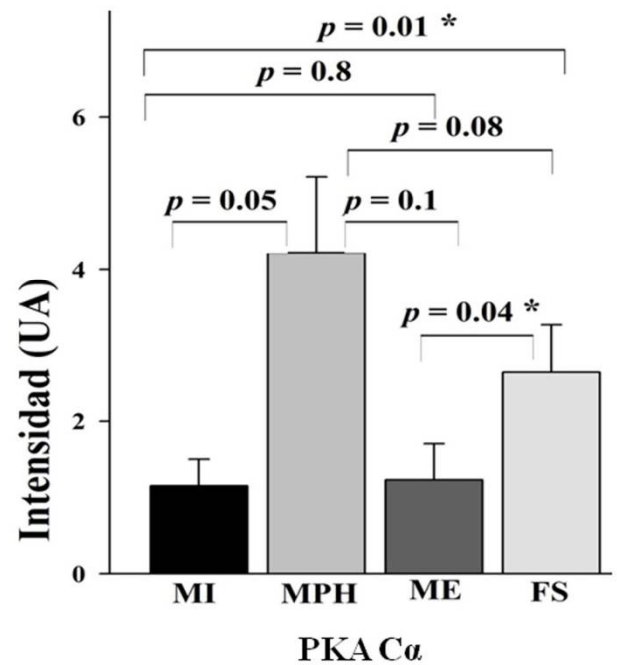 p = 0.01 *
p = 0.8
p = 0.08
p = 0.05
p = 0.1
p = 0.04 *
Intensidad (UA)
6
4
2
0
MI MPH ME FS
PKA Cα